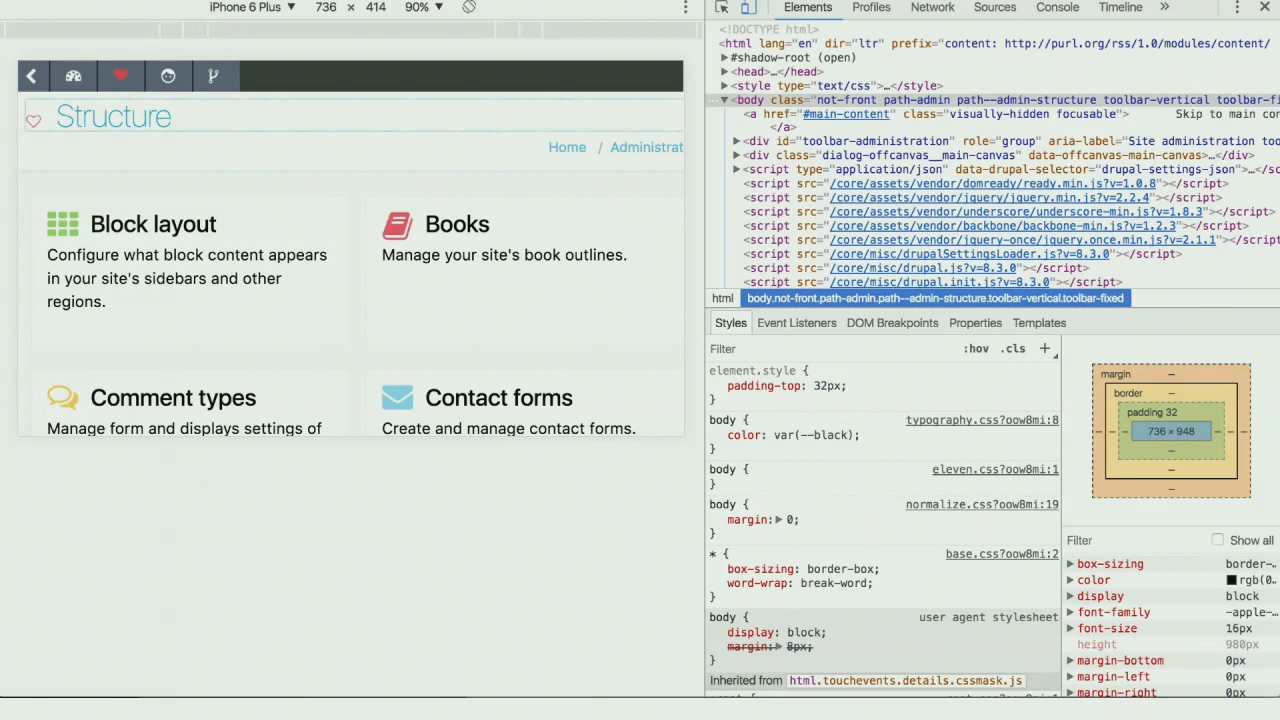 iPhone 6 Plus ▼ 736 × 414 90% ▼
Structure
Home / Administrat
Block layout
Configure what block content appears
in your site's sidebars and other
regions.
Books
Manage your site's book outlines.
Comment types
Manage form and displays settings of
Contact forms
Create and manage contact forms.
Elements Profiles Network Sources Console Timeline »
<!DOCTYPE html>
<html lang="en" dir="ltr" prefix="content: http://purl.org/rss/1.0/modules/content/
▶#shadow-root (open)
▶<head>…</head>
▶<style type="text/css">…</style>
▼<body class="not-front path-admin path--admin-structure toolbar-vertical toolbar-fi
<a href="#main-content" class="visually-hidden focusable"> Skip to main con
</a>
▶<div id="toolbar-administration" role="group" aria-label="Site administration too
▶<div class="dialog-offcanvas__main-canvas" data-offcanvas-main-canvas>…</div>
▶<script type="application/json" data-drupal-selector="drupal-settings-json">…</s
<script src="/core/assets/vendor/domready/ready.min.js?v=1.0.8"></script>
<script src="/core/assets/vendor/jquery/jquery.min.js?v=2.2.4"></script>
<script src="/core/assets/vendor/underscore/underscore-min.js?v=1.8.3"></script>
<script src="/core/assets/vendor/backbone/backbone-min.js?v=1.2.3"></script>
<script src="/core/assets/vendor/jquery-once/jquery.once.min.js?v=2.1.1"></script
<script src="/core/misc/drupalSettingsLoader.js?v=8.3.0"></script>
<script src="/core/misc/drupal.js?v=8.3.0"></script>
<script src="/core/misc/drupal.init.js?v=8.3.0"></script>
html body.not-front.path-admin.path--admin-structure.toolbar-vertical.toolbar-fixed
Styles Event Listeners DOM Breakpoints Properties Templates
Filter :hov .cls +
element.style {
padding-top: 32px;
}
body { typography.css?oow8mi:8
color: var(--black);
}
body { eleven.css?oow8mi:1
}
body { normalize.css?oow8mi:19
margin:▶ 0;
}
* { base.css?oow8mi:2
box-sizing: border-box;
word-wrap: break-word;
}
body { user agent stylesheet
display: block;
margin:▶ 8px;
}
Inherited from html.touchevents.details.cssmask.js
margin –
border –
padding 32
– – – 736 × 948 – – –
–
–
–
Filter Show all
▶ box-sizing border-…
▶ color rgb(0…
▶ display block
▶ font-family -apple-…
▶ font-size 16px
height 980px
▶ margin-bottom 0px
▶ margin-left 0px
▶ margin-right 0px